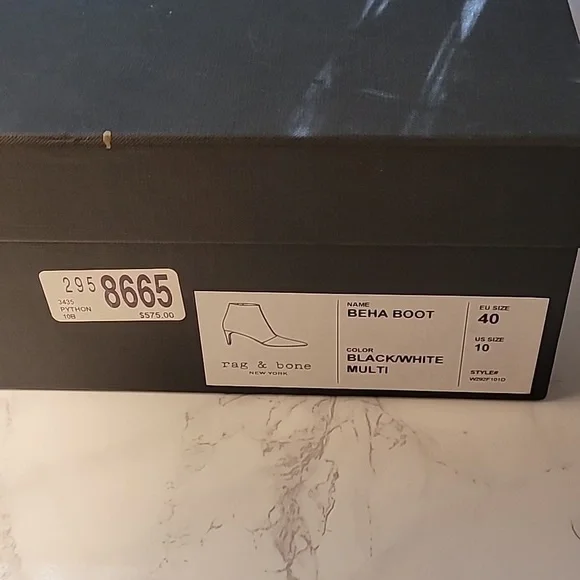 295 8665
3435
PYTHON
10B $575.00
rag & bone
NEW YORK
NAME
BEHA BOOT
COLOR
BLACK/WHITE
MULTI
EU SIZE
40
US SIZE
10
STYLE#
W292F191D